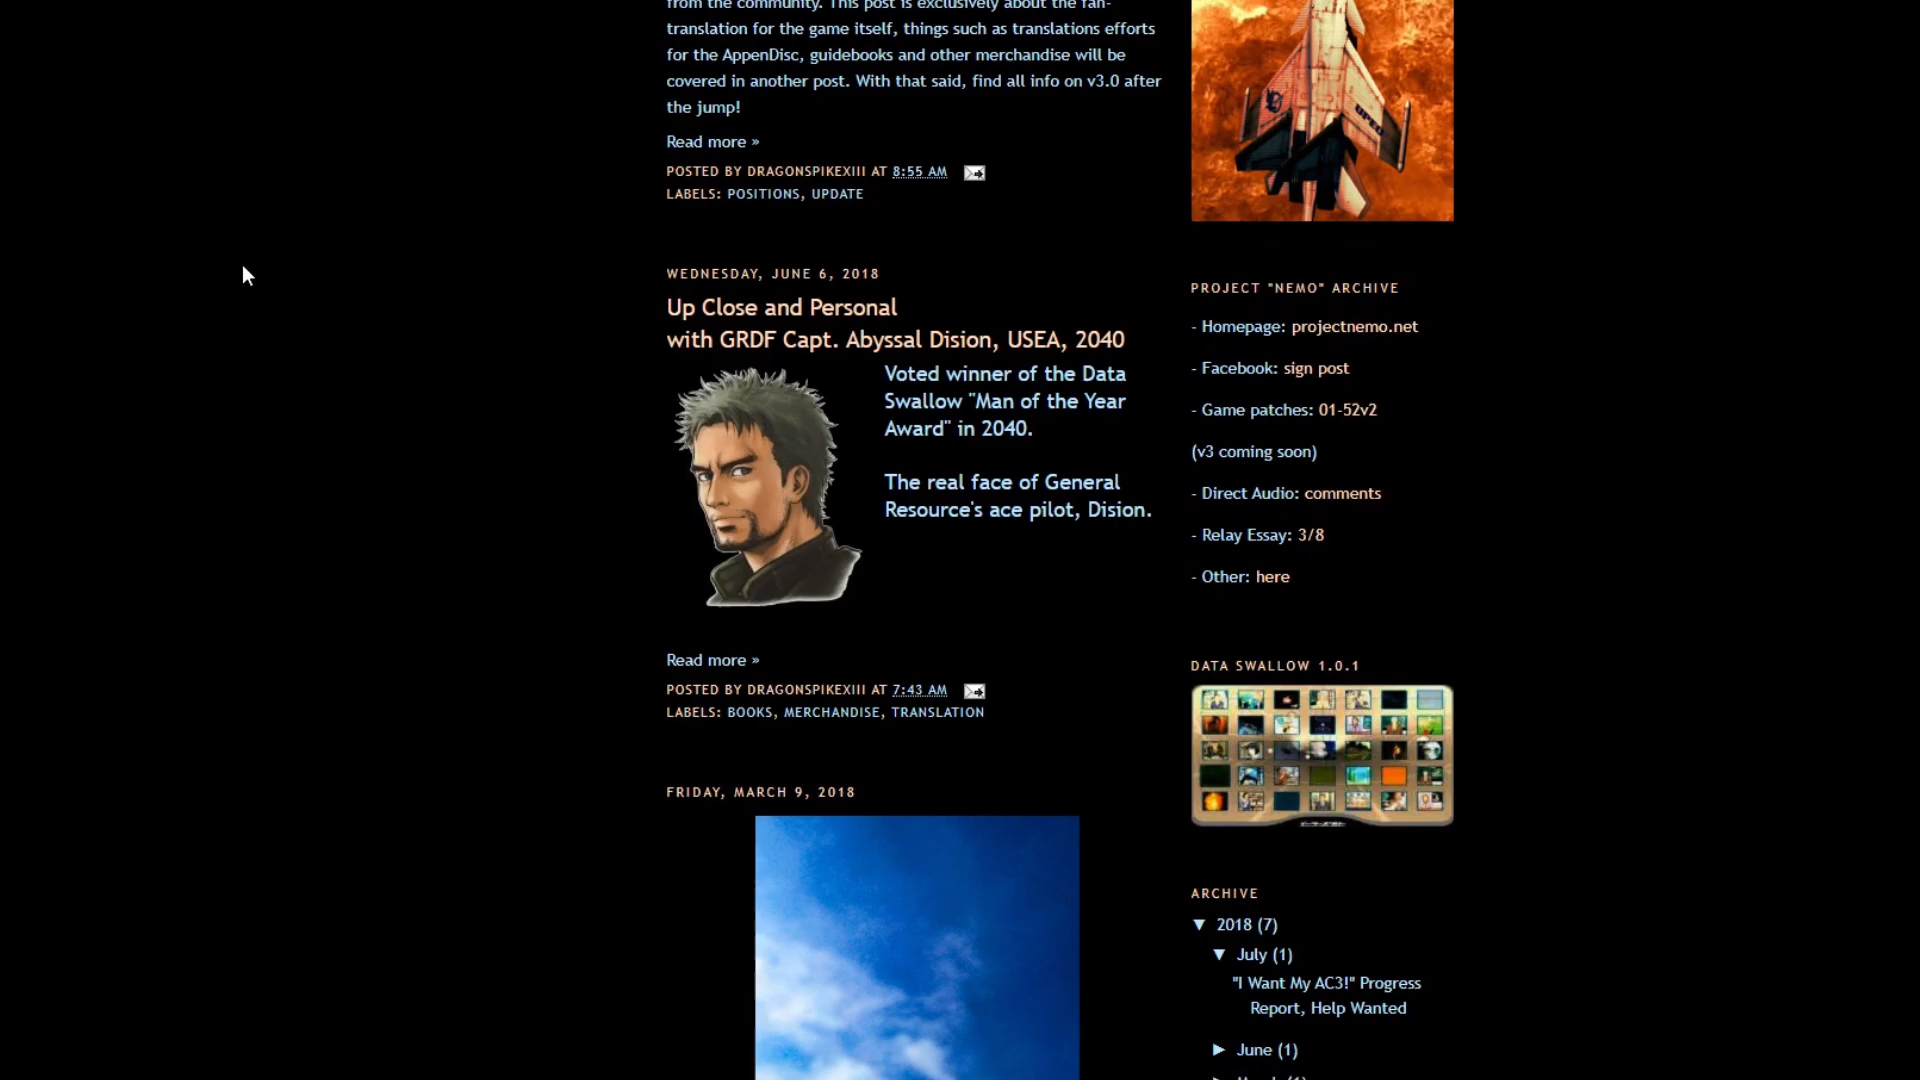 from the community. This post is exclusively about the fan-
translation for the game itself, things such as translations efforts
for the AppenDisc, guidebooks and other merchandise will be
covered in another post. With that said, find all info on v3.0 after
the jump!
Read more »
POSTED BY DRAGONSPIKEXIII AT 8:55 AM
LABELS: POSITIONS, UPDATE
WEDNESDAY, JUNE 6, 2018
Up Close and Personal
with GRDF Capt. Abyssal Dision, USEA, 2040
Voted winner of the Data
Swallow "Man of the Year
Award" in 2040.
The real face of General
Resource's ace pilot, Dision.
Read more »
POSTED BY DRAGONSPIKEXIII AT 7:43 AM
LABELS: BOOKS, MERCHANDISE, TRANSLATION
FRIDAY, MARCH 9, 2018
UPEO
PROJECT "NEMO" ARCHIVE
- Homepage: projectnemo.net
- Facebook: sign post
- Game patches: 01-52v2
(v3 coming soon)
- Direct Audio: comments
- Relay Essay: 3/8
- Other: here
DATA SWALLOW 1.0.1
ARCHIVE
▼ 2018 (7)
▼ July (1)
"I Want My AC3!" Progress
Report, Help Wanted
► June (1)